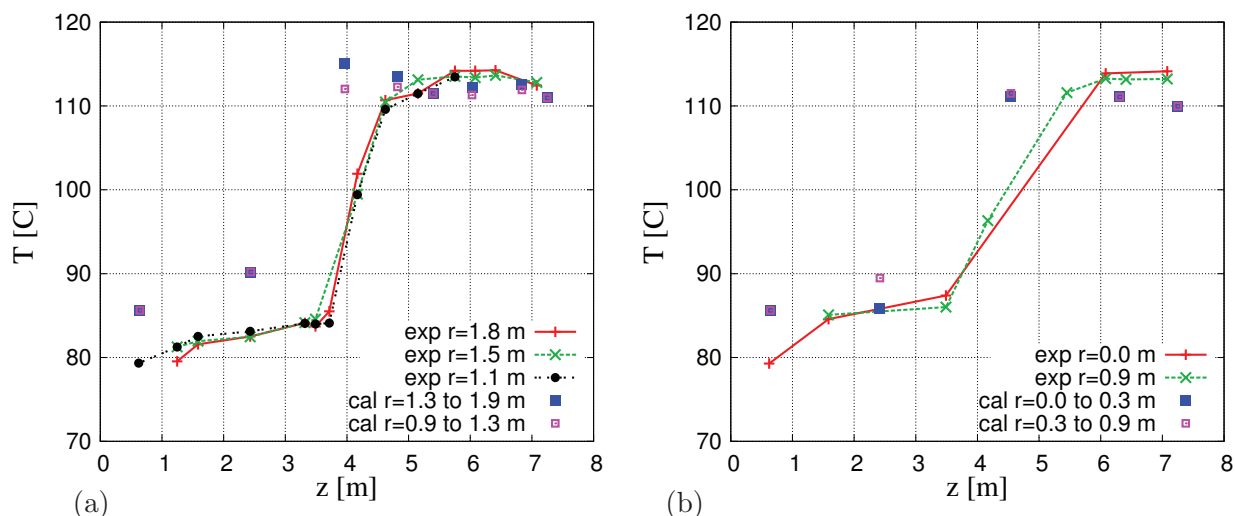 120
110
100
90
80
70
T [C]
exp r=1.8 m
exp r=1.5 m
exp r=1.1 m
cal r=1.3 to 1.9 m
cal r=0.9 to 1.3 m
0 1 2 3 4 5 6 7 8
z [m]
(a)
120
110
100
90
80
70
T [C]
exp r=0.0 m
exp r=0.9 m
cal r=0.0 to 0.3 m
cal r=0.3 to 0.9 m
0 1 2 3 4 5 6 7 8
z [m]
(b)